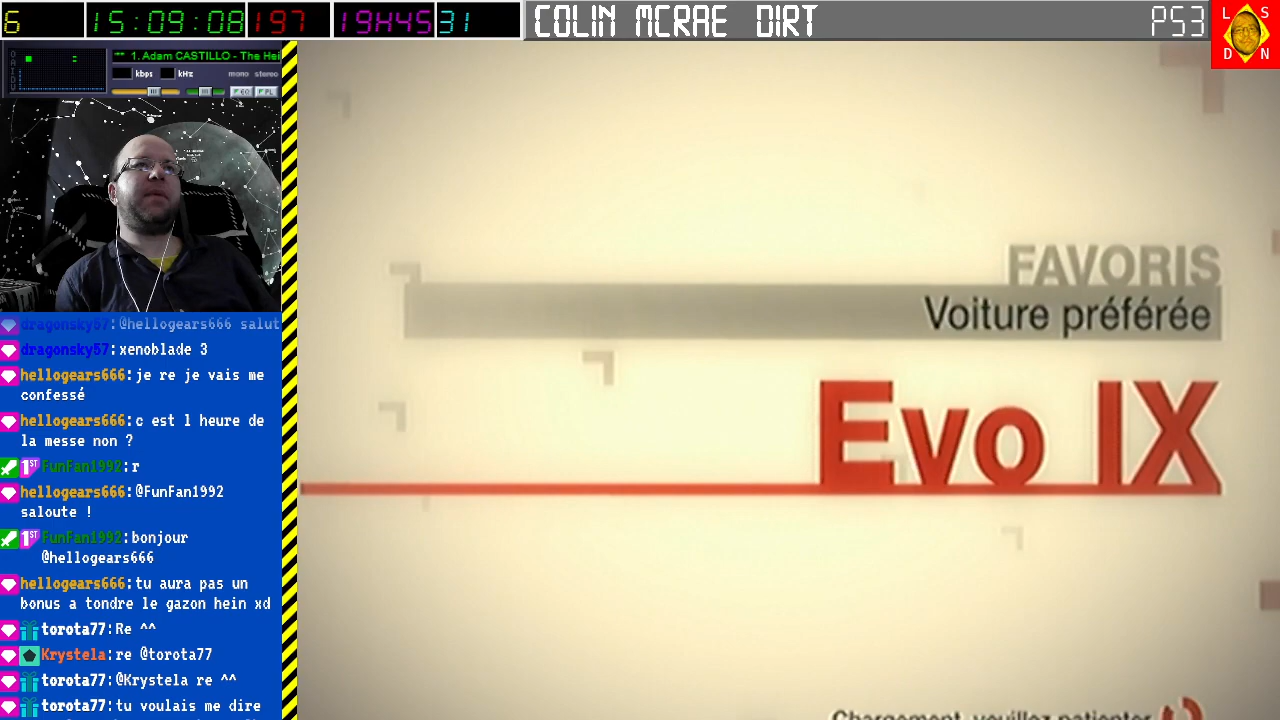 6
15:09:08
197
19H45
31
COLIN MCRAE DIRT
PS3
L S
D N
** 1. Adam CASTILLO - The Hei
kbps
kHz
mono stereo
EQ
PL
FAVORIS
Voiture préférée
Evo IX
Chargement, veuillez patienter
dragonsky57:@hellogears666 salut
dragonsky57:xenoblade 3
hellogears666:je re je vais me
confessé
hellogears666:c est l heure de
la messe non ?
1ST FunFan1992:r
hellogears666:@FunFan1992
saloute !
1ST FunFan1992:bonjour
@hellogears666
hellogears666:tu aura pas un
bonus a tondre le gazon hein xd
torota77:Re ^^
Krystela:re @torota77
torota77:@Krystela re ^^
torota77:tu voulais me dire